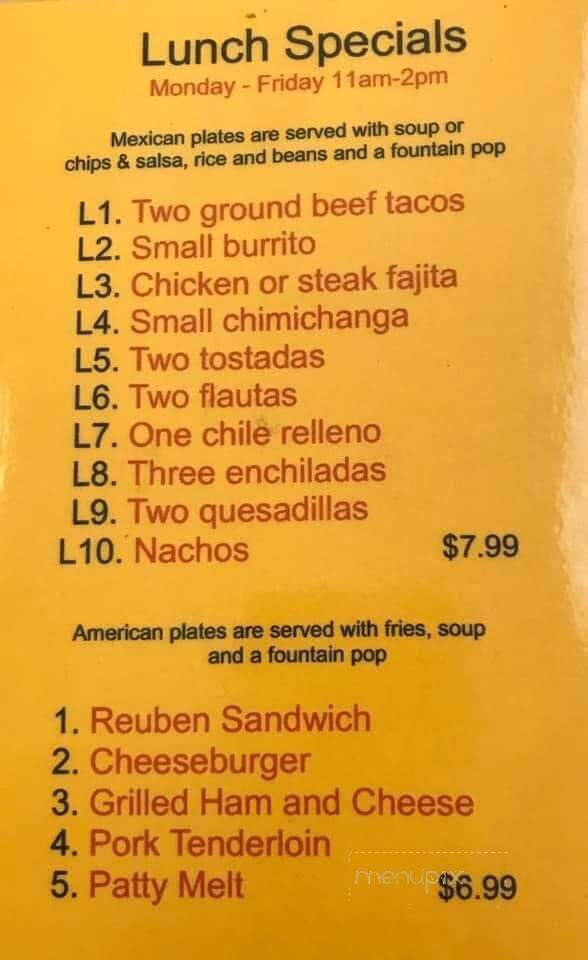 Lunch Specials
Monday - Friday 11am-2pm
Mexican plates are served with soup or
chips & salsa, rice and beans and a fountain pop
L1. Two ground beef tacos
L2. Small burrito
L3. Chicken or steak fajita
L4. Small chimichanga
L5. Two tostadas
L6. Two flautas
L7. One chile relleno
L8. Three enchiladas
L9. Two quesadillas
L10. Nachos $7.99
American plates are served with fries, soup
and a fountain pop
1. Reuben Sandwich
2. Cheeseburger
3. Grilled Ham and Cheese
4. Pork Tenderloin
5. Patty Melt $6.99
menupix